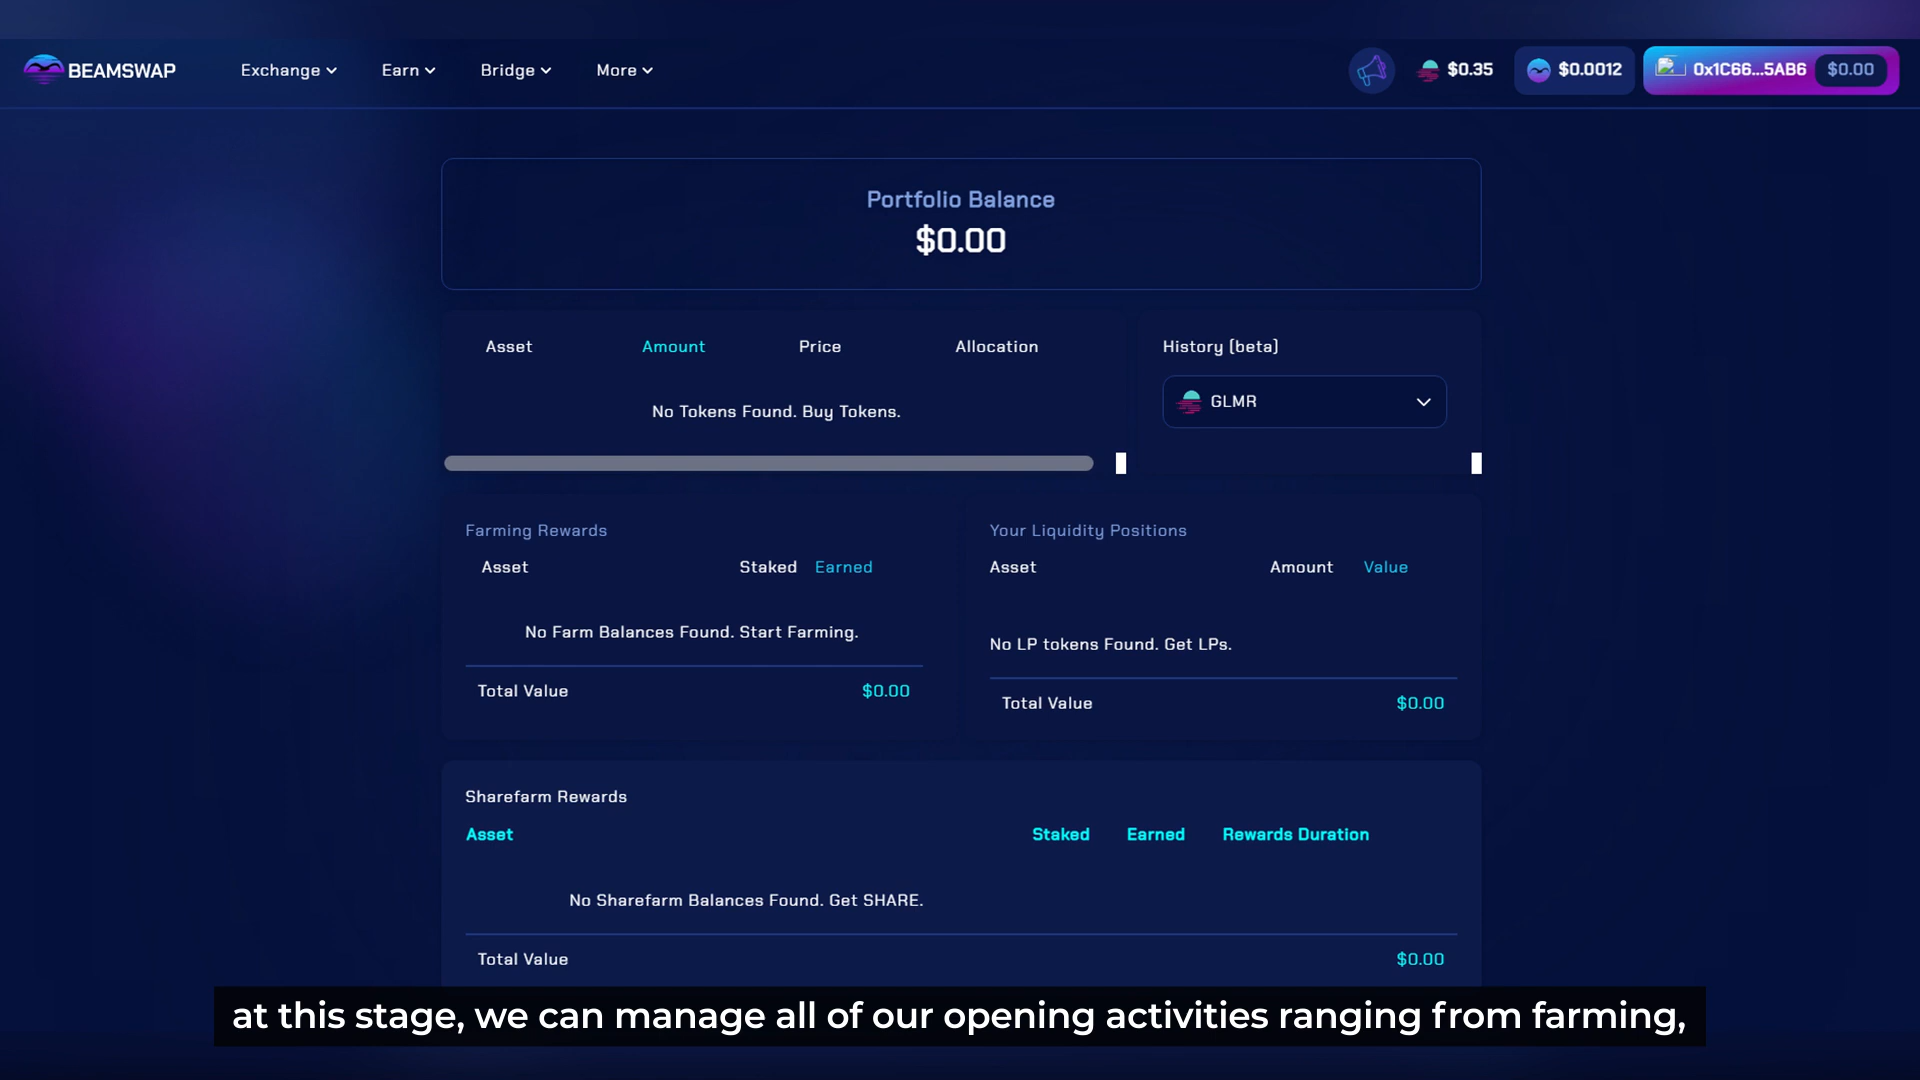 BEAMSWAP Exchange Earn Bridge More $0.35 $0.0012 0x1C66...5AB6 $0.00
Portfolio Balance
$0.00
Asset Amount Price Allocation
No Tokens Found. Buy Tokens.
History (beta)
GLMR
Farming Rewards
Asset Staked Earned
No Farm Balances Found. Start Farming.
Total Value $0.00
Your Liquidity Positions
Asset Amount Value
No LP tokens Found. Get LPs.
Total Value $0.00
Sharefarm Rewards
Asset Staked Earned Rewards Duration
No Sharefarm Balances Found. Get SHARE.
Total Value $0.00
at this stage, we can manage all of our opening activities ranging from farming,